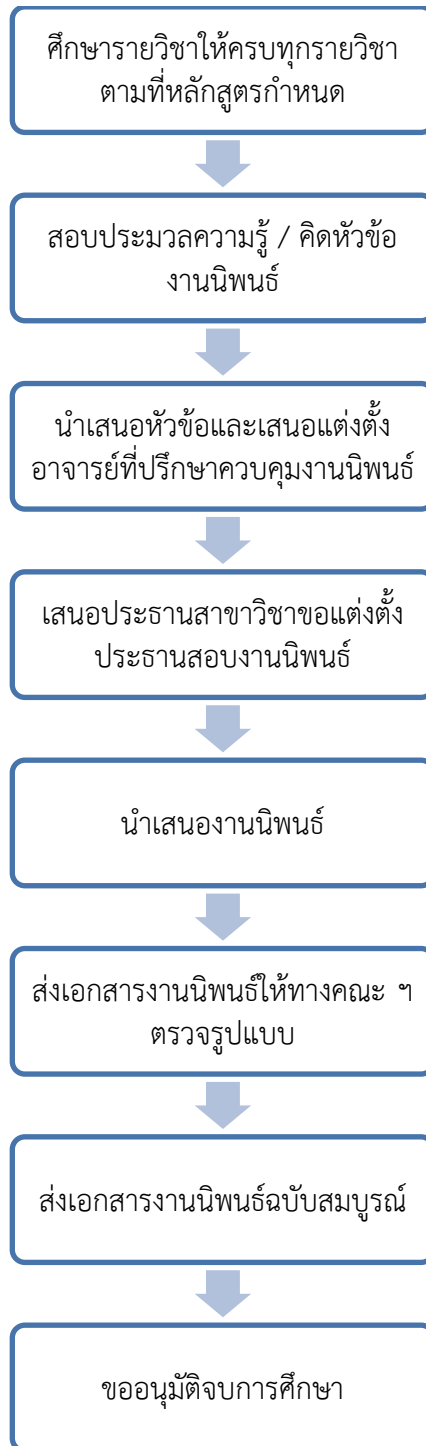 ศึกษารายวิชาให้ครบทุกรายวิชา
ตามที่หลักสูตรกำหนด
สอบประมวลความรู้ / คิดหัวข้อ
งานนิพนธ์
นำเสนอหัวข้อและเสนอแต่งตั้ง
อาจารย์ที่ปรึกษาควบคุมงานนิพนธ์
เสนอประธานสาขาวิชาขอแต่งตั้ง
ประธานสอบงานนิพนธ์
นำเสนองานนิพนธ์
ส่งเอกสารงานนิพนธ์ให้ทางคณะ ฯ
ตรวจรูปแบบ
ส่งเอกสารงานนิพนธ์ฉบับสมบูรณ์
ขออนุมัติจบการศึกษา